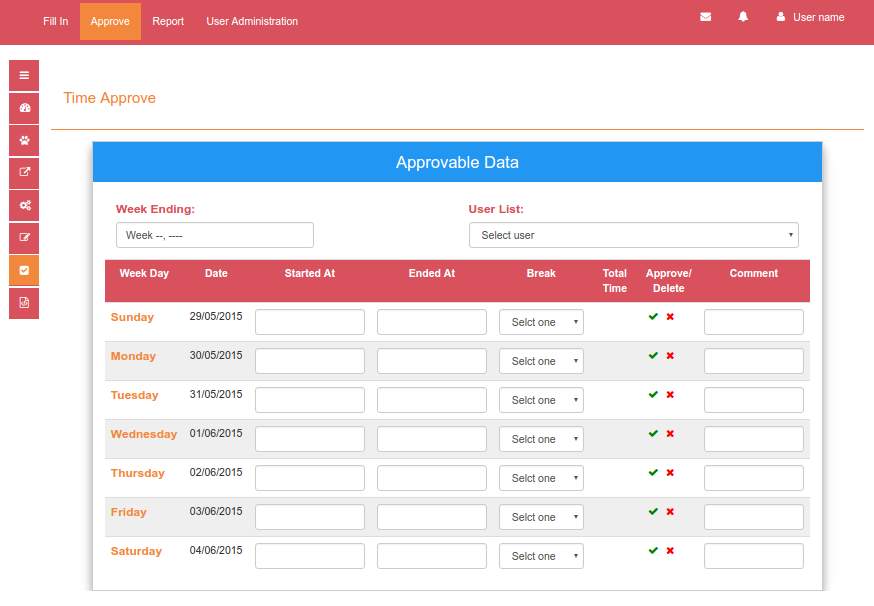 Fill In Approve Report User Administration User name
Time Approve
Approvable Data
Week Ending: User List:
Week --, ---- Select user
Week Day Date Started At Ended At Break Total Time Approve/ Delete Comment
Sunday 29/05/2015 Selct one
Monday 30/05/2015 Selct one
Tuesday 31/05/2015 Selct one
Wednesday 01/06/2015 Selct one
Thursday 02/06/2015 Selct one
Friday 03/06/2015 Selct one
Saturday 04/06/2015 Selct one